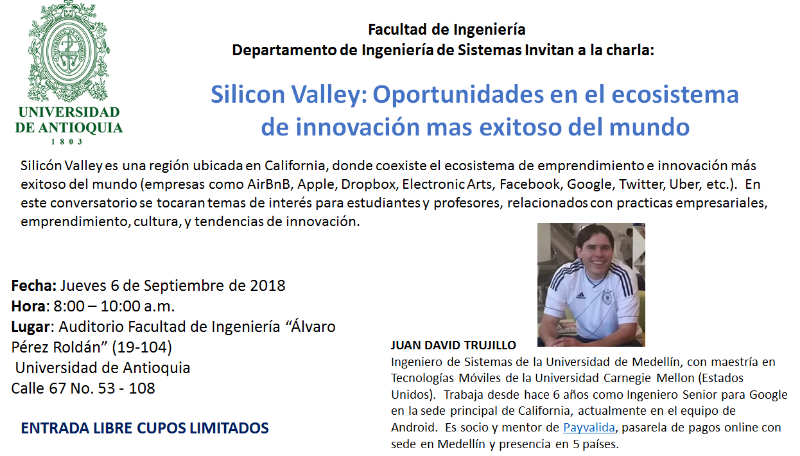 Facultad de Ingeniería
Departamento de Ingeniería de Sistemas Invitan a la charla:
UNIVERSIDAD
DE ANTIOQUIA
1803
Silicon Valley: Oportunidades en el ecosistema
de innovación mas exitoso del mundo
Silicón Valley es una región ubicada en California, donde coexiste el ecosistema de emprendimiento e innovación más
exitoso del mundo (empresas como AirBnB, Apple, Dropbox, Electronic Arts, Facebook, Google, Twitter, Uber, etc.). En
este conversatorio se tocaran temas de interés para estudiantes y profesores, relacionados con practicas empresariales,
emprendimiento, cultura, y tendencias de innovación.
Fecha: Jueves 6 de Septiembre de 2018
Hora: 8:00 – 10:00 a.m.
Lugar: Auditorio Facultad de Ingeniería “Álvaro
Pérez Roldán” (19-104)
Universidad de Antioquia
Calle 67 No. 53 - 108
ENTRADA LIBRE CUPOS LIMITADOS
JUAN DAVID TRUJILLO
Ingeniero de Sistemas de la Universidad de Medellín, con maestría en
Tecnologías Móviles de la Universidad Carnegie Mellon (Estados
Unidos). Trabaja desde hace 6 años como Ingeniero Senior para Google
en la sede principal de California, actualmente en el equipo de
Android. Es socio y mentor de Payvalida, pasarela de pagos online con
sede en Medellín y presencia en 5 países.